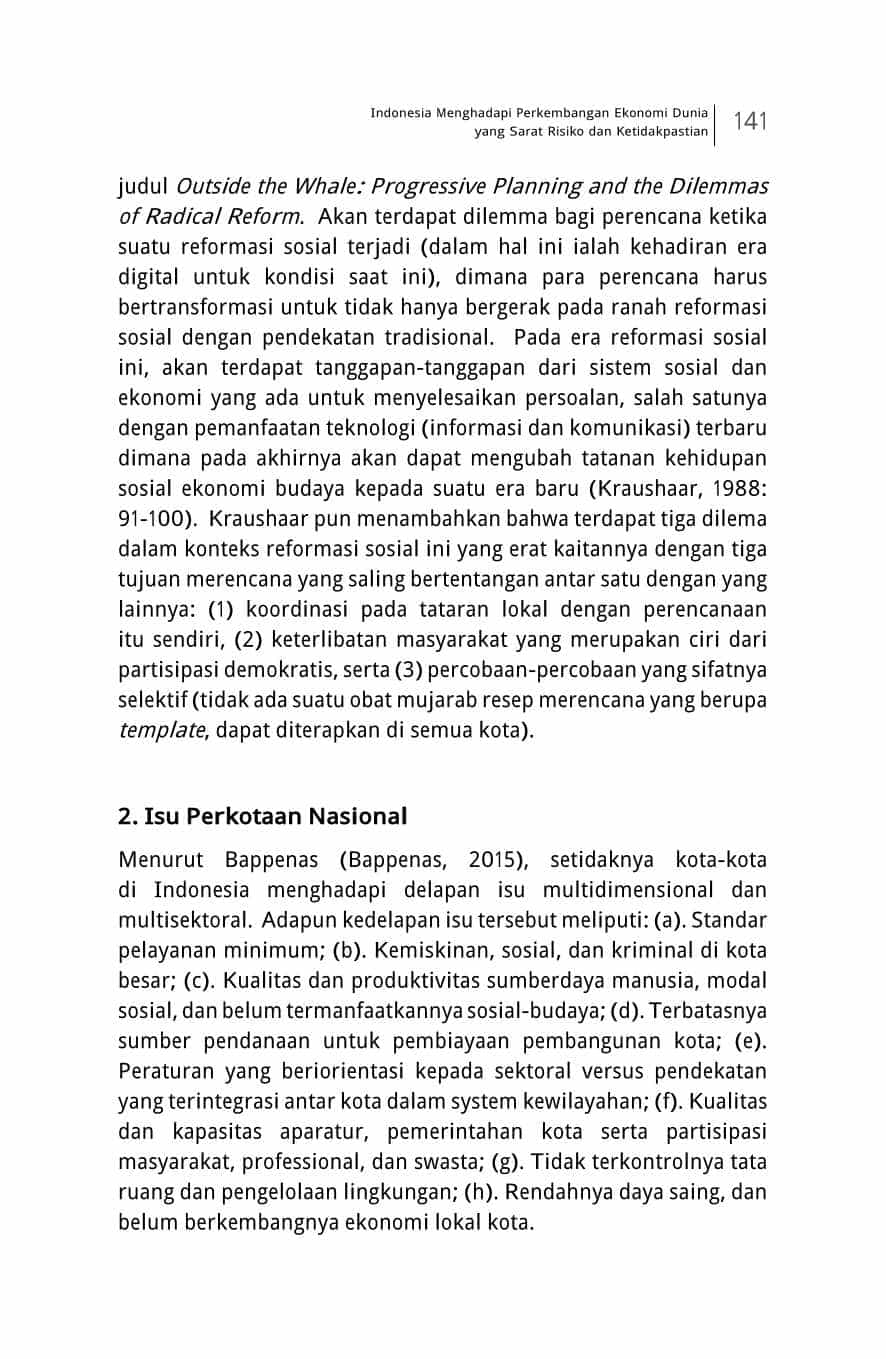 Indonesia Menghadapi Perkembangan Ekonomi Dunia
yang Sarat Risiko dan Ketidakpastian
141
judul Outside the Whale: Progressive Planning and the Dilemmas
of Radical Reform. Akan terdapat dilemma bagi perencana ketika
suatu reformasi sosial terjadi (dalam hal ini ialah kehadiran era
digital untuk kondisi saat ini), dimana para perencana harus
bertransformasi untuk tidak hanya bergerak pada ranah reformasi
sosial dengan pendekatan tradisional. Pada era reformasi sosial
ini, akan terdapat tanggapan-tanggapan dari sistem sosial dan
ekonomi yang ada untuk menyelesaikan persoalan, salah satunya
dengan pemanfaatan teknologi (informasi dan komunikasi) terbaru
dimana pada akhirnya akan dapat mengubah tatanan kehidupan
sosial ekonomi budaya kepada suatu era baru (Kraushaar, 1988:
91-100). Kraushaar pun menambahkan bahwa terdapat tiga dilema
dalam konteks reformasi sosial ini yang erat kaitannya dengan tiga
tujuan merencana yang saling bertentangan antar satu dengan yang
lainnya: (1) koordinasi pada tataran lokal dengan perencanaan
itu sendiri, (2) keterlibatan masyarakat yang merupakan ciri dari
partisipasi demokratis, serta (3) percobaan-percobaan yang sifatnya
selektif (tidak ada suatu obat mujarab resep merencana yang berupa
template, dapat diterapkan di semua kota).
2. Isu Perkotaan Nasional
Menurut Bappenas (Bappenas, 2015), setidaknya kota-kota
di Indonesia menghadapi delapan isu multidimensional dan
multisektoral. Adapun kedelapan isu tersebut meliputi: (a). Standar
pelayanan minimum; (b). Kemiskinan, sosial, dan kriminal di kota
besar; (c). Kualitas dan produktivitas sumberdaya manusia, modal
sosial, dan belum termanfaatkannya sosial-budaya; (d). Terbatasnya
sumber pendanaan untuk pembiayaan pembangunan kota; (e).
Peraturan yang beriorientasi kepada sektoral versus pendekatan
yang terintegrasi antar kota dalam system kewilayahan; (f). Kualitas
dan kapasitas aparatur, pemerintahan kota serta partisipasi
masyarakat, professional, dan swasta; (g). Tidak terkontrolnya tata
ruang dan pengelolaan lingkungan; (h). Rendahnya daya saing, dan
belum berkembangnya ekonomi lokal kota.